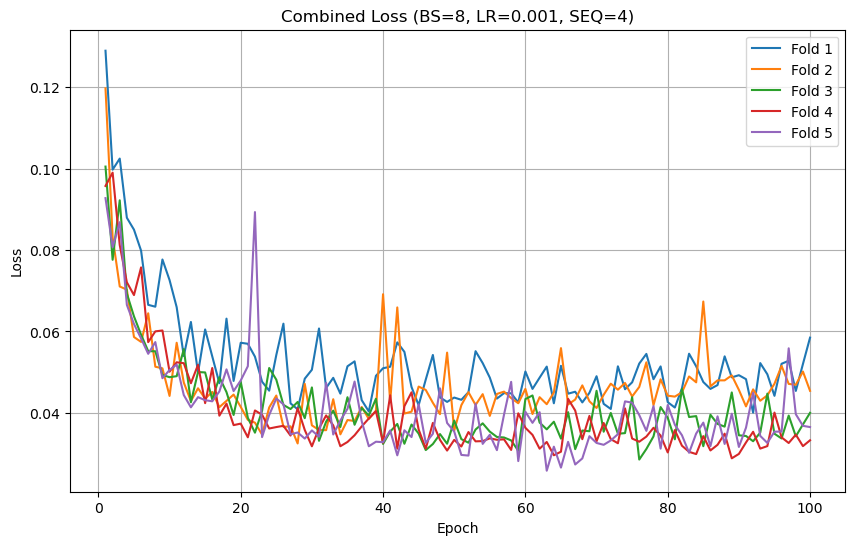 Combined Loss (BS=8, LR=0.001, SEQ=4)
Fold 1
Fold 2
Fold 3
Fold 4
Fold 5
0.12
0.10
0.08
0.06
0.04
Loss
0 20 40 60 80 100
Epoch